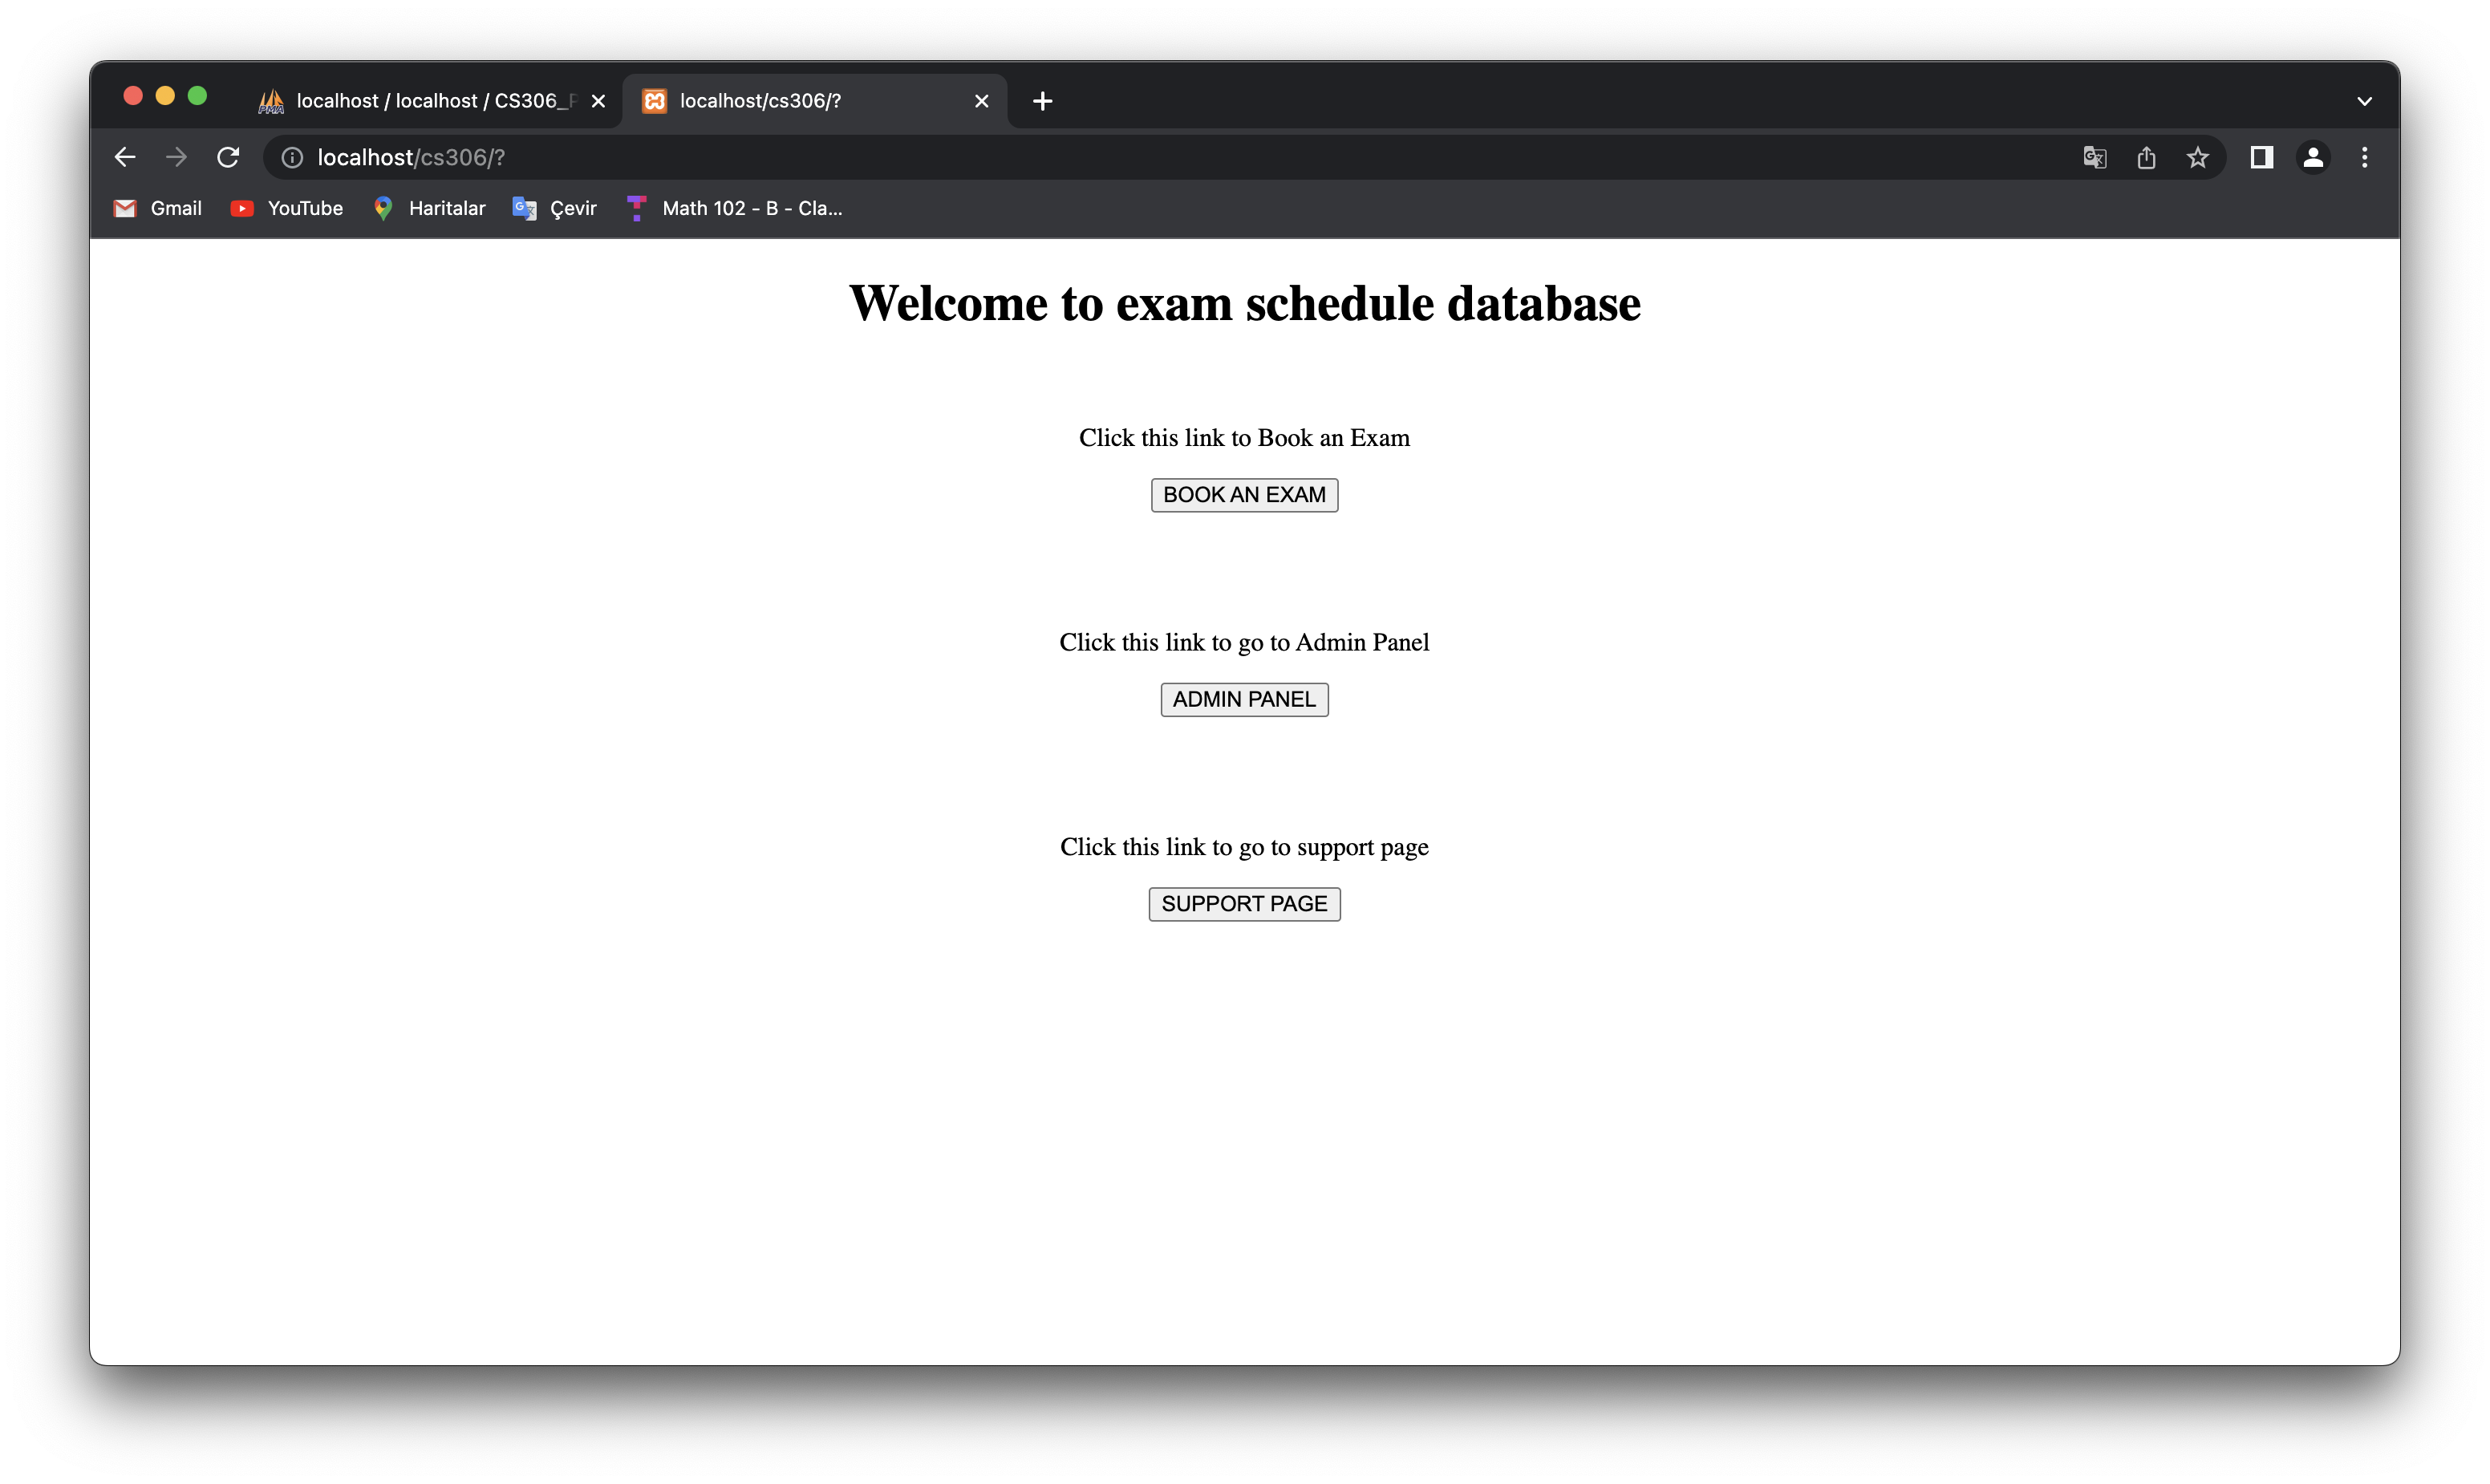 localhost / localhost / CS306_P
localhost/cs306/?
localhost/cs306/?
Gmail YouTube Haritalar Çevir Math 102 - B - Cla...
Welcome to exam schedule database
Click this link to Book an Exam
BOOK AN EXAM
Click this link to go to Admin Panel
ADMIN PANEL
Click this link to go to support page
SUPPORT PAGE